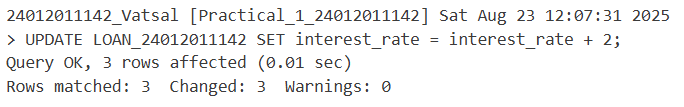 24012011142_Vatsal [Practical_1_24012011142] Sat Aug 23 12:07:31 2025
> UPDATE LOAN_24012011142 SET interest_rate = interest_rate + 2;
Query OK, 3 rows affected (0.01 sec)
Rows matched: 3  Changed: 3  Warnings: 0